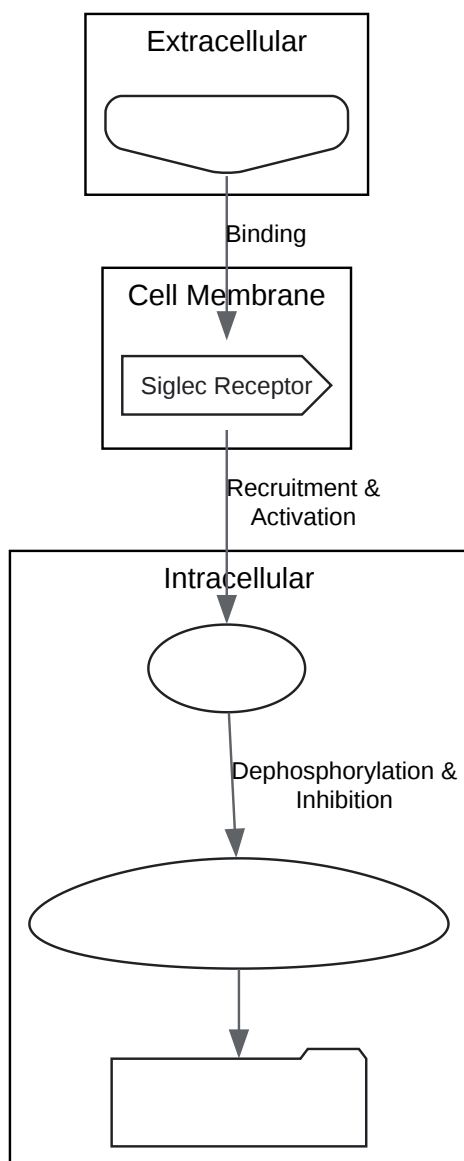 Extracellular
Binding
Cell Membrane
Siglec Receptor
Recruitment &
Activation
Intracellular
Dephosphorylation &
Inhibition